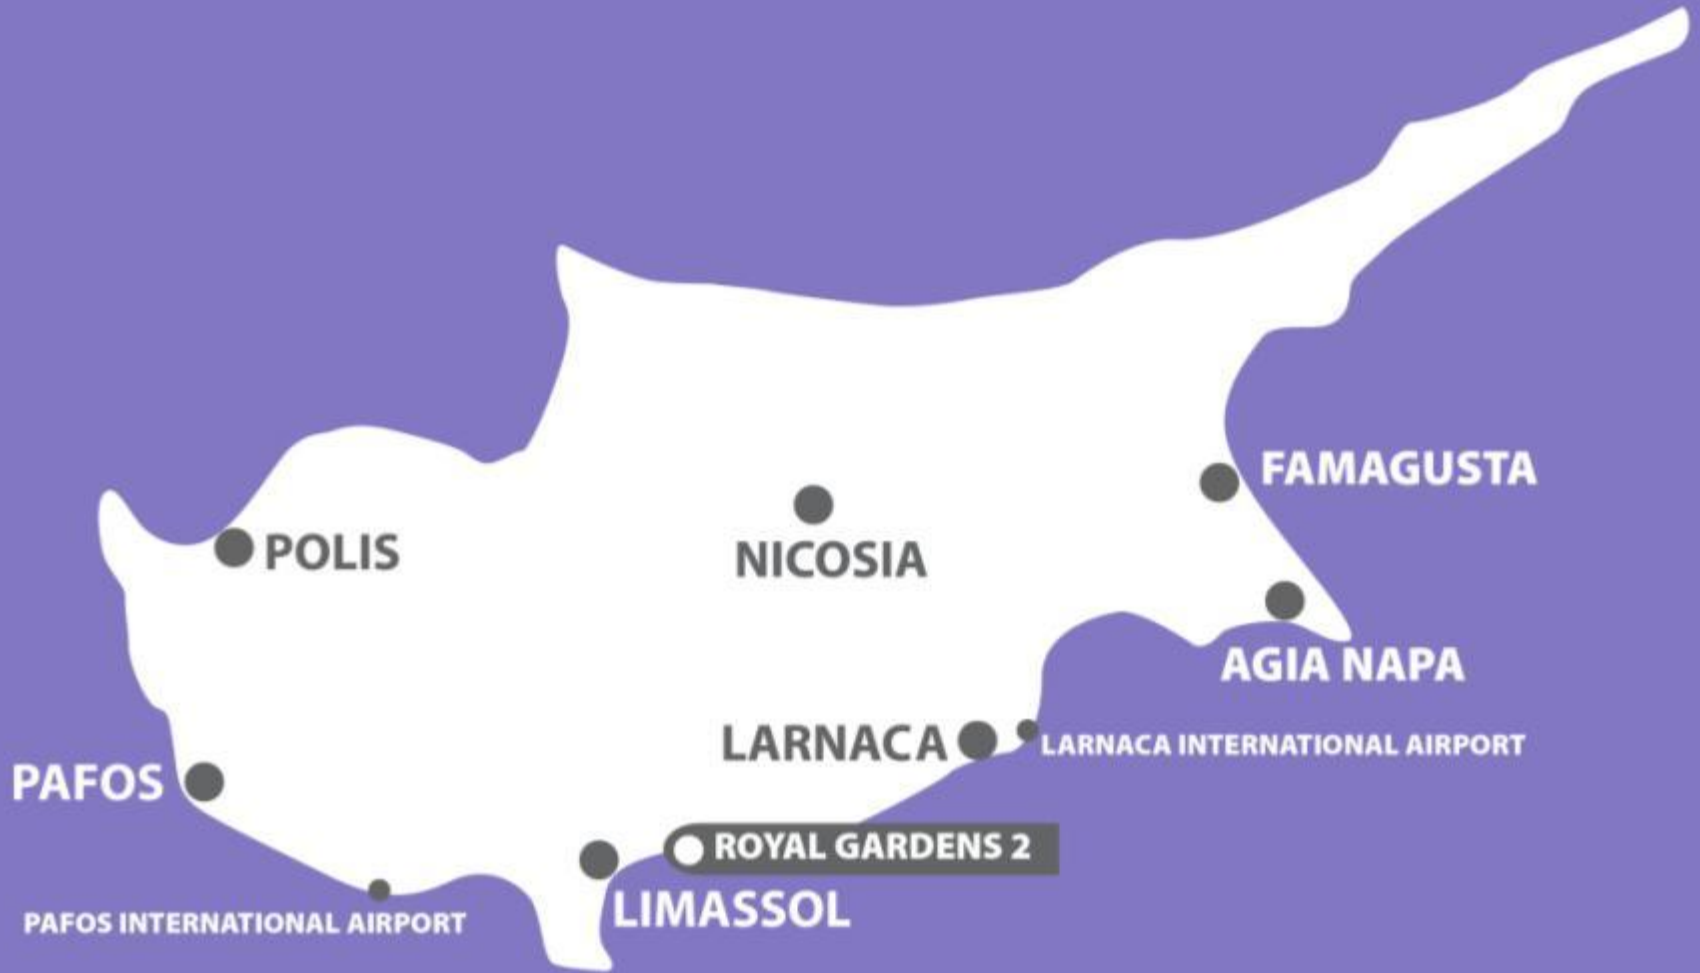 FAMAGUSTA
POLIS
NICOSIA
AGIA NAPA
LARNACA
LARNACA INTERNATIONAL AIRPORT
PAFOS
ROYAL GARDENS 2
LIMASSOL
PAFOS INTERNATIONAL AIRPORT